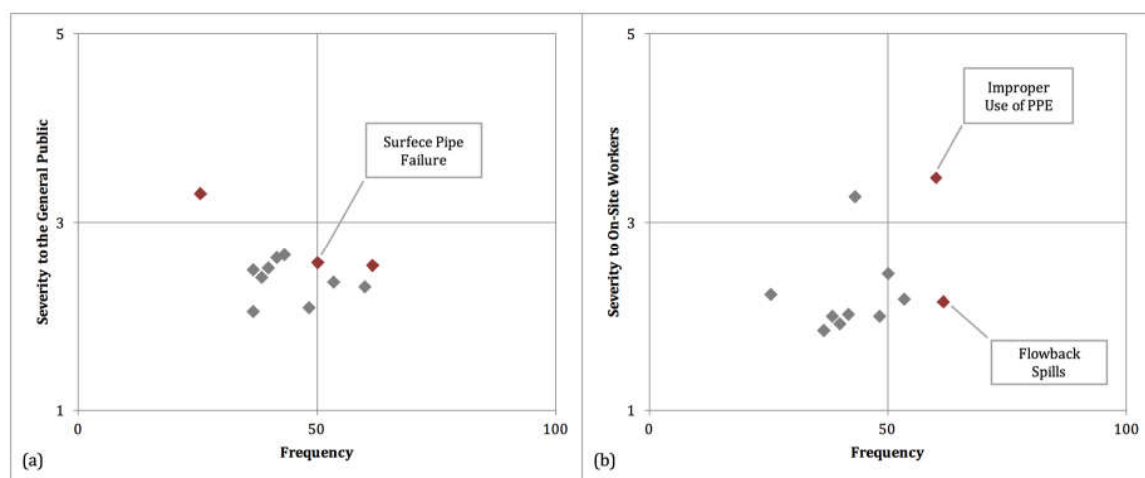 5
Severity to the General Public
3
1
0
50
100
Frequency
(a)
Surfece Pipe
Failure
5
Severity to On-Site Workers
3
1
0
50
100
Frequency
(b)
Improper
Use of PPE
Flowback
Spills